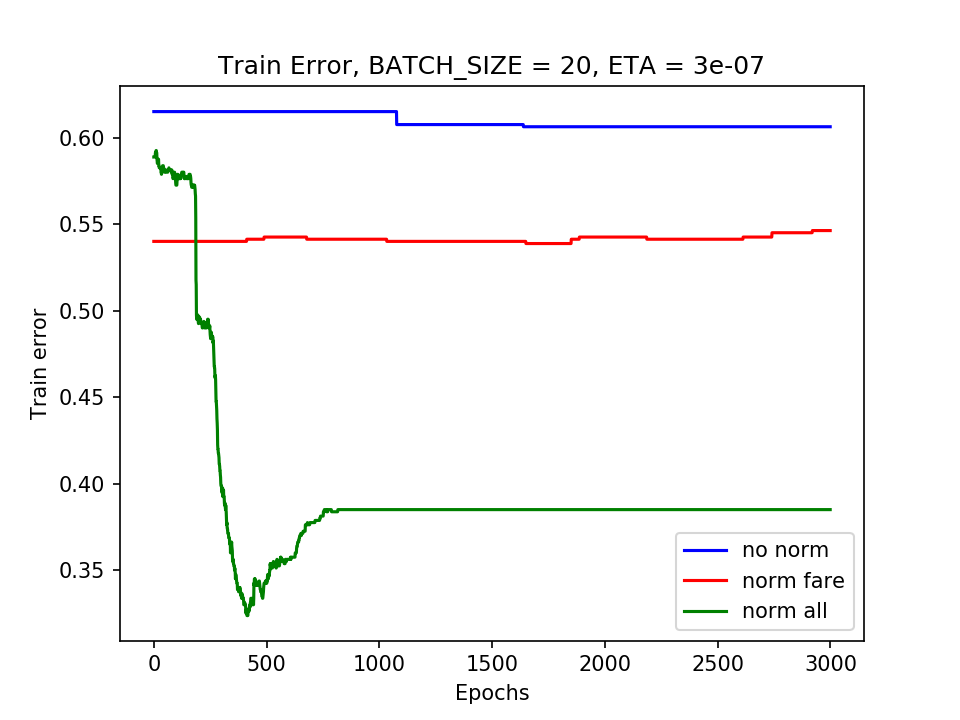 Train Error, BATCH_SIZE = 20, ETA = 3e-07
0.60
0.55
0.50
0.45
0.40
0.35
Train error
no norm
norm fare
norm all
0 500 1000 1500 2000 2500 3000
Epochs